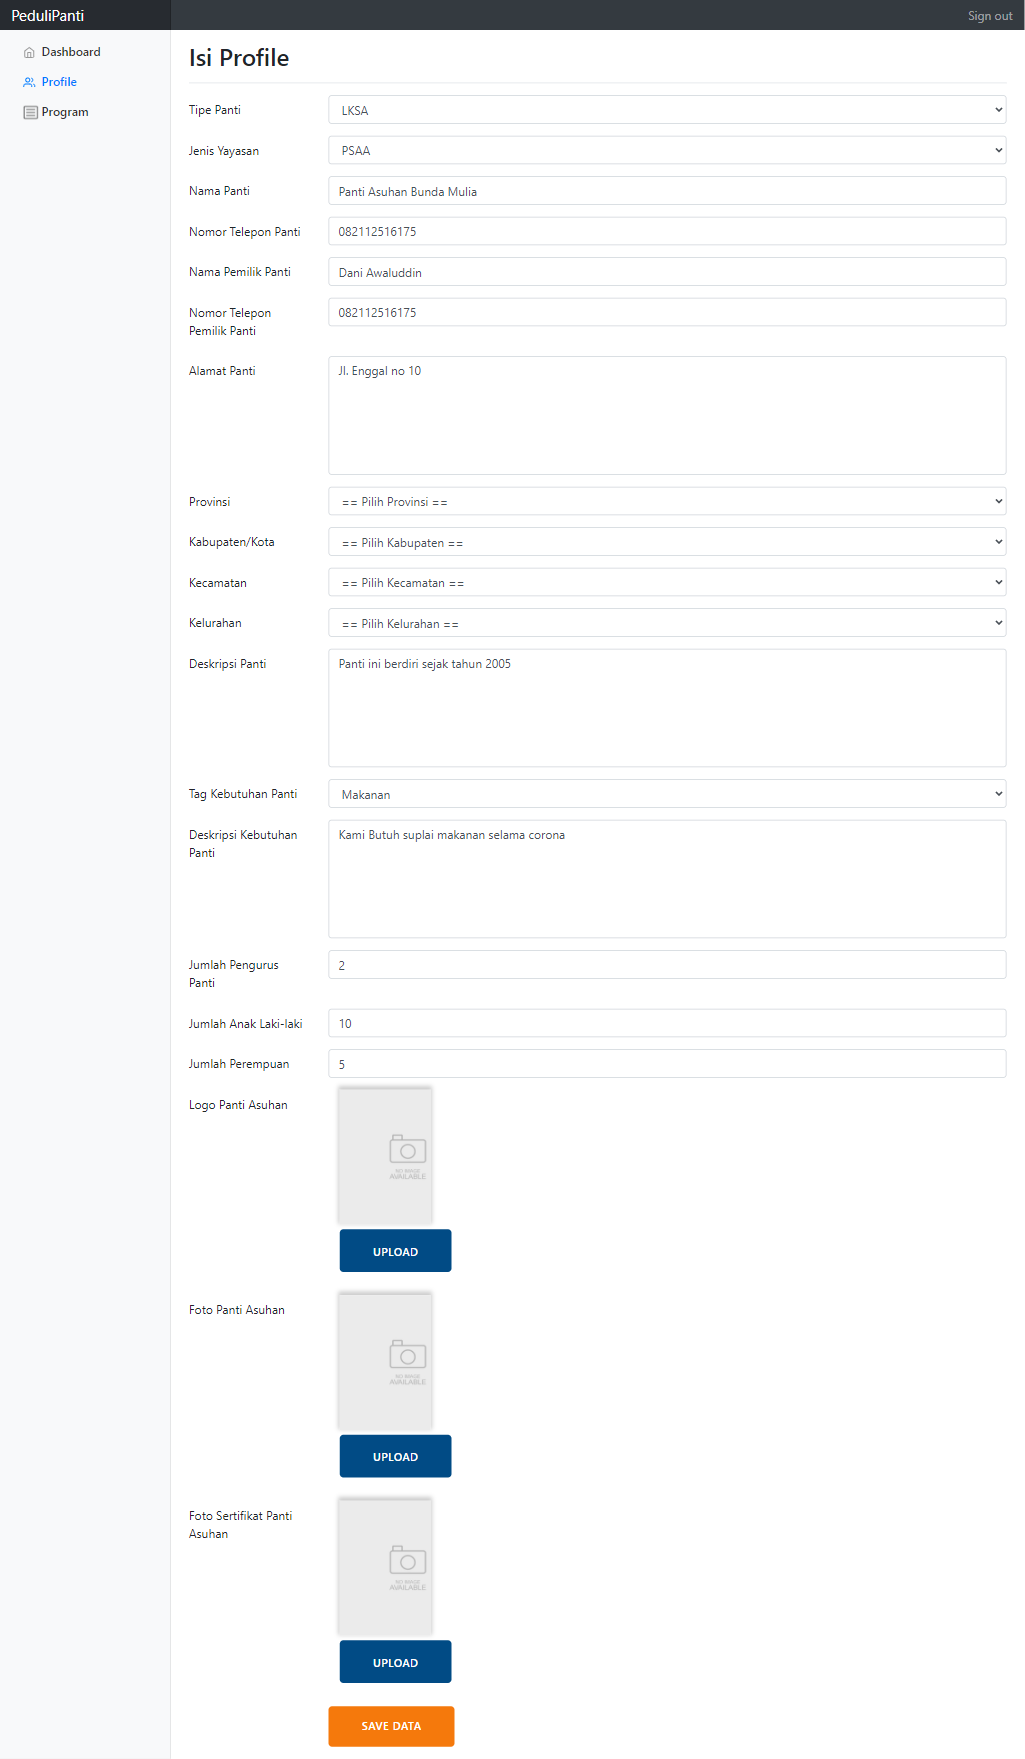 PeduliPanti
Sign out
Dashboard
Profile
Program
Isi Profile
Tipe Panti
LKSA
Jenis Yayasan
PSAA
Nama Panti
Panti Asuhan Bunda Mulia
Nomor Telepon Panti
082112516175
Nama Pemilik Panti
Dani Awaluddin
Nomor Telepon
Pemilik Panti
082112516175
Alamat Panti
Jl. Enggal no 10
Provinsi
== Pilih Provinsi ==
Kabupaten/Kota
== Pilih Kabupaten ==
Kecamatan
== Pilih Kecamatan ==
Kelurahan
== Pilih Kelurahan ==
Deskripsi Panti
Panti ini berdiri sejak tahun 2005
Tag Kebutuhan Panti
Makanan
Deskripsi Kebutuhan
Panti
Kami Butuh suplai makanan selama corona
Jumlah Pengurus
Panti
2
Jumlah Anak Laki-laki
10
Jumlah Perempuan
5
Logo Panti Asuhan
NO IMAGE
AVAILABLE
UPLOAD
Foto Panti Asuhan
NO IMAGE
AVAILABLE
UPLOAD
Foto Sertifikat Panti
Asuhan
NO IMAGE
AVAILABLE
UPLOAD
SAVE DATA